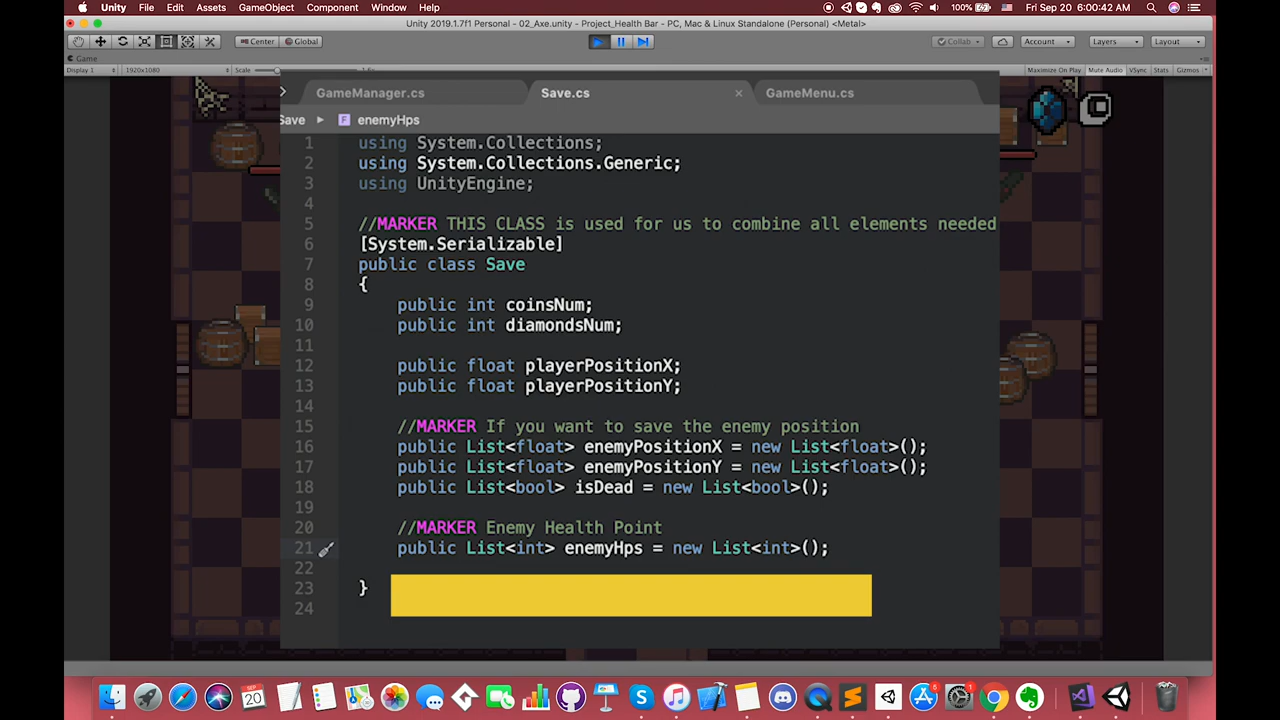 Unity File Edit Assets GameObject Component Window Help 100% Fri Sep 20 6:00:42 AM
Unity 2019.1.7f1 Personal - 02_Axe.unity - Project_Health Bar - PC, Mac & Linux Standalone (Personal) <Metal>
Center Global Collab Account Layers Layout
Game
Display 1 1920x1080 Scale Maximize On Play Mute Audio VSync Stats Gizmos
GameManager.cs Save.cs × GameMenu.cs
Save ▶ F enemyHps
1 using System.Collections;
2 using System.Collections.Generic;
3 using UnityEngine;
4
5 //MARKER THIS CLASS is used for us to combine all elements needed
6 [System.Serializable]
7 public class Save
8 {
9 public int coinsNum;
10 public int diamondsNum;
11
12 public float playerPositionX;
13 public float playerPositionY;
14
15 //MARKER If you want to save the enemy position
16 public List<float> enemyPositionX = new List<float>();
17 public List<float> enemyPositionY = new List<float>();
18 public List<bool> isDead = new List<bool>();
19
20 //MARKER Enemy Health Point
21 public List<int> enemyHps = new List<int>();
22
23 }
24
SEP
20